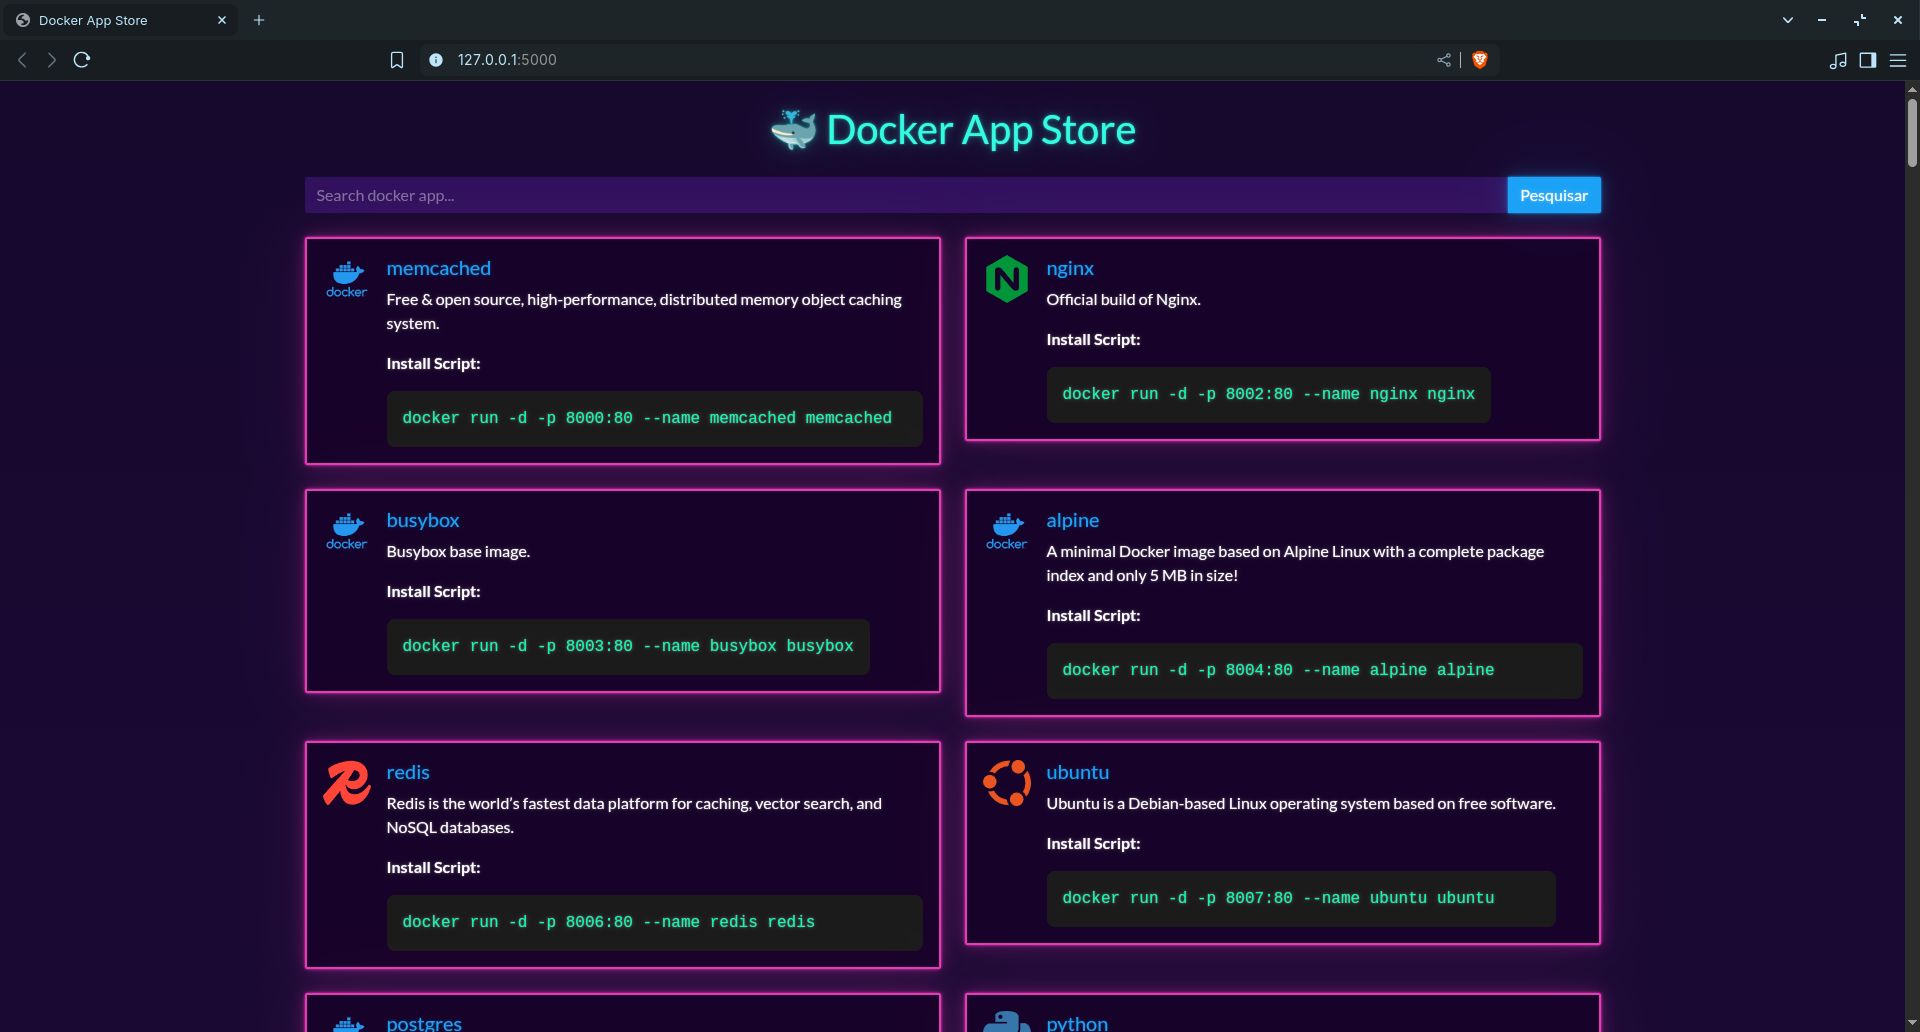 Docker App Store
127.0.0.1:5000
Docker App Store
Search docker app...
Pesquisar
docker
memcached
Free & open source, high-performance, distributed memory object caching
system.
Install Script:
docker run -d -p 8000:80 --name memcached memcached
nginx
Official build of Nginx.
Install Script:
docker run -d -p 8002:80 --name nginx nginx
docker
busybox
Busybox base image.
Install Script:
docker run -d -p 8003:80 --name busybox busybox
docker
alpine
A minimal Docker image based on Alpine Linux with a complete package
index and only 5 MB in size!
Install Script:
docker run -d -p 8004:80 --name alpine alpine
redis
Redis is the world’s fastest data platform for caching, vector search, and
NoSQL databases.
Install Script:
docker run -d -p 8006:80 --name redis redis
ubuntu
Ubuntu is a Debian-based Linux operating system based on free software.
Install Script:
docker run -d -p 8007:80 --name ubuntu ubuntu
postgres
python